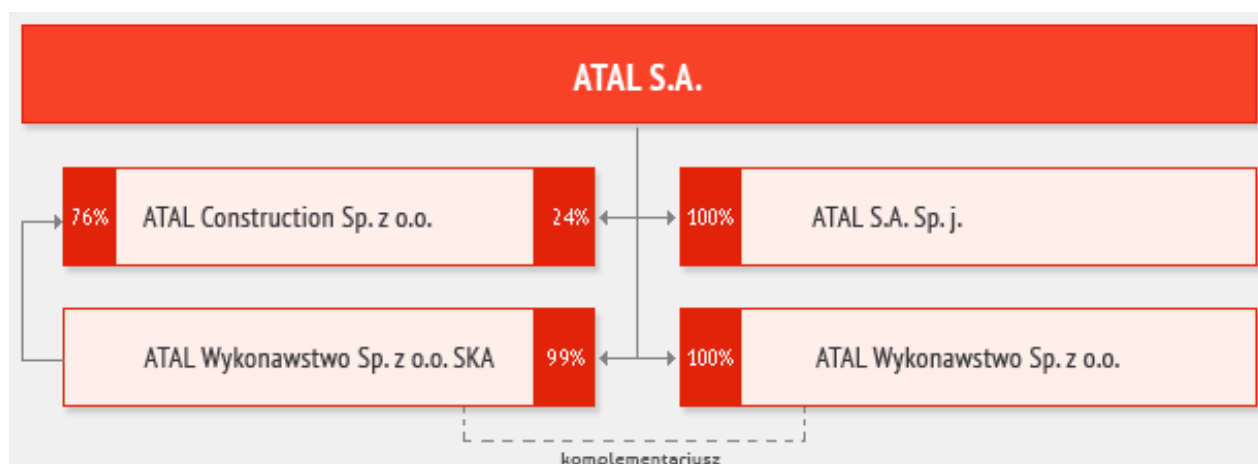 ATAL S.A.
76% ATAL Construction Sp. z o.o. 24% 100% ATAL S.A. Sp. j.
ATAL Wykonawstwo Sp. z o.o. SKA 99% 100% ATAL Wykonawstwo Sp. z o.o.
komplementariusz